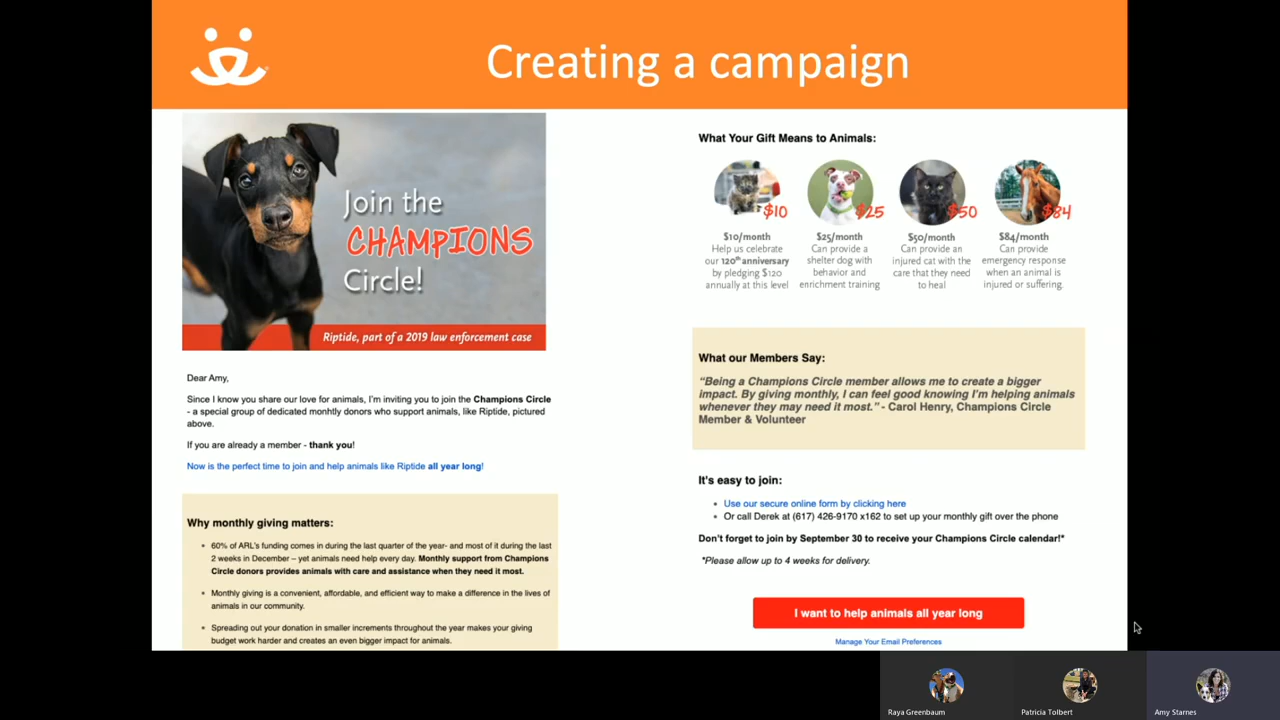 Creating a campaign
Join the
CHAMPIONS
Circle!
Riptide, part of a 2019 law enforcement case
Dear Amy,
Since I know you share our love for animals, I'm inviting you to join the Champions Circle
- a special group of dedicated monhtly donors who support animals, like Riptide, pictured
above.
If you are already a member - thank you!
Now is the perfect time to join and help animals like Riptide all year long!
Why monthly giving matters:
• 60% of ARL's funding comes in during the last quarter of the year- and most of it during the last
2 weeks in December – yet animals need help every day. Monthly support from Champions
Circle donors provides animals with care and assistance when they need it most.
• Monthly giving is a convenient, affordable, and efficient way to make a difference in the lives of
animals in our community.
• Spreading out your donation in smaller increments throughout the year makes your giving
budget work harder and creates an even bigger impact for animals.
What Your Gift Means to Animals:
$10
$25
$50
$84
$10/month
Help us celebrate
our 120th anniversary
by pledging $120
annually at this level
$25/month
Can provide a
shelter dog with
behavior and
enrichment training
$50/month
Can provide an
injured cat with the
care that they need
to heal
$84/month
Can provide
emergency response
when an animal is
injured or suffering.
What our Members Say:
"Being a Champions Circle member allows me to create a bigger
impact. By giving monthly, I can feel good knowing I'm helping animals
whenever they may need it most." - Carol Henry, Champions Circle
Member & Volunteer
It's easy to join:
• Use our secure online form by clicking here
• Or call Derek at (617) 426-9170 x162 to set up your monthly gift over the phone
Don't forget to join by September 30 to receive your Champions Circle calendar!*
*Please allow up to 4 weeks for delivery.
I want to help animals all year long
Manage Your Email Preferences
Raya Greenbaum
Patricia Tolbert
Amy Starnes